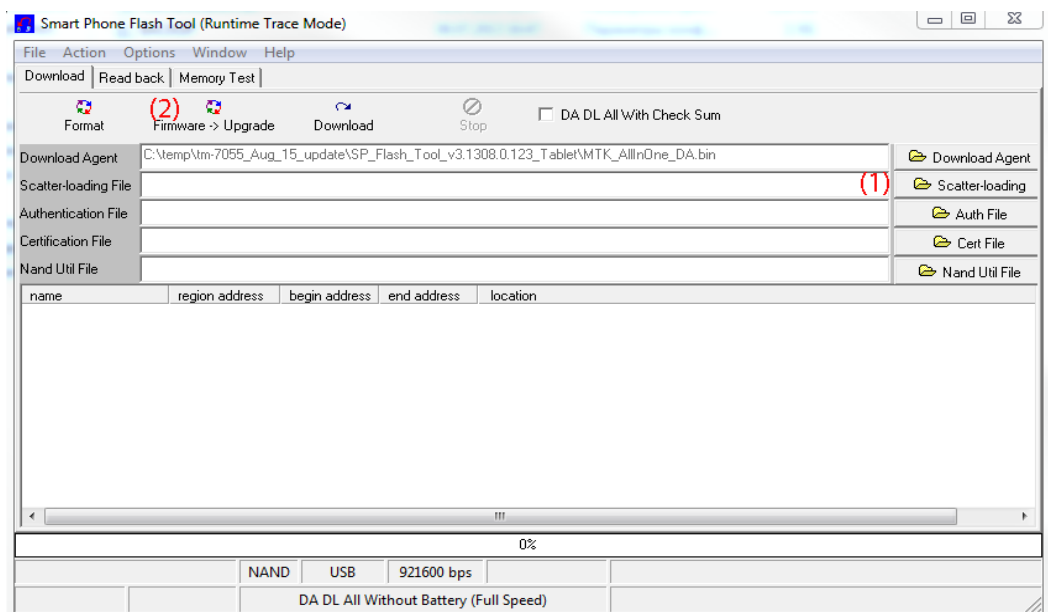 Smart Phone Flash Tool (Runtime Trace Mode)
File Action Options Window Help
Download Read back Memory Test
Format (2) Firmware -> Upgrade Download Stop DA DL All With Check Sum
Download Agent C:\temp\tm-7055_Aug_15_update\SP_Flash_Tool_v3.1308.0.123_Tablet\MTK_AllInOne_DA.bin Download Agent
Scatter-loading File (1) Scatter-loading
Authentication File Auth File
Certification File Cert File
Nand Util File Nand Util File
name region address begin address end address location
0%
NAND USB 921600 bps
DA DL All Without Battery (Full Speed)